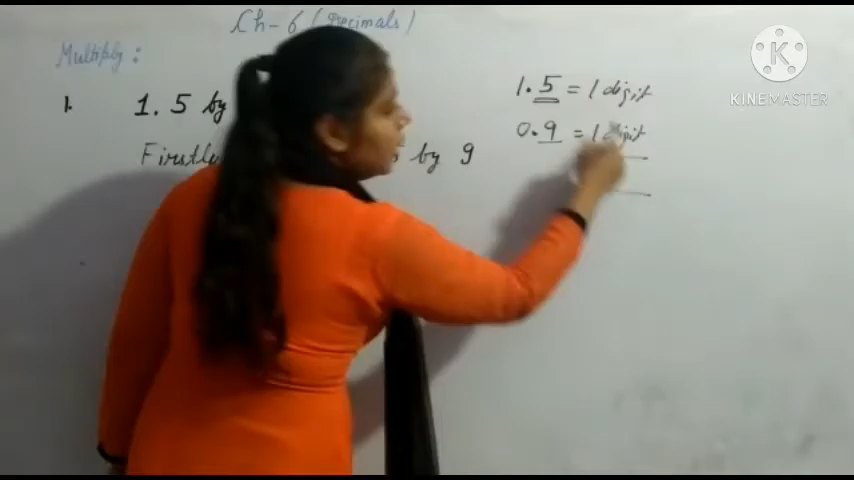 Ch-6 (Decimals)
Multiply:
1. 1.5 by
Firstly by 9
1.5 = 1 digit
0.9 = 1 digit
KINEMASTER